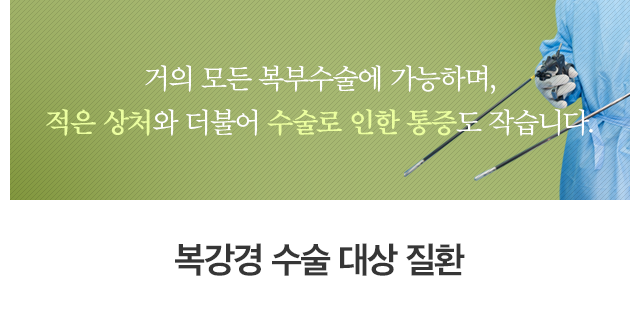 거의 모든 복부수술에 가능하며,
적은 상처와 더불어 수술로 인한 통증도 작습니다.
복강경 수술 대상 질환